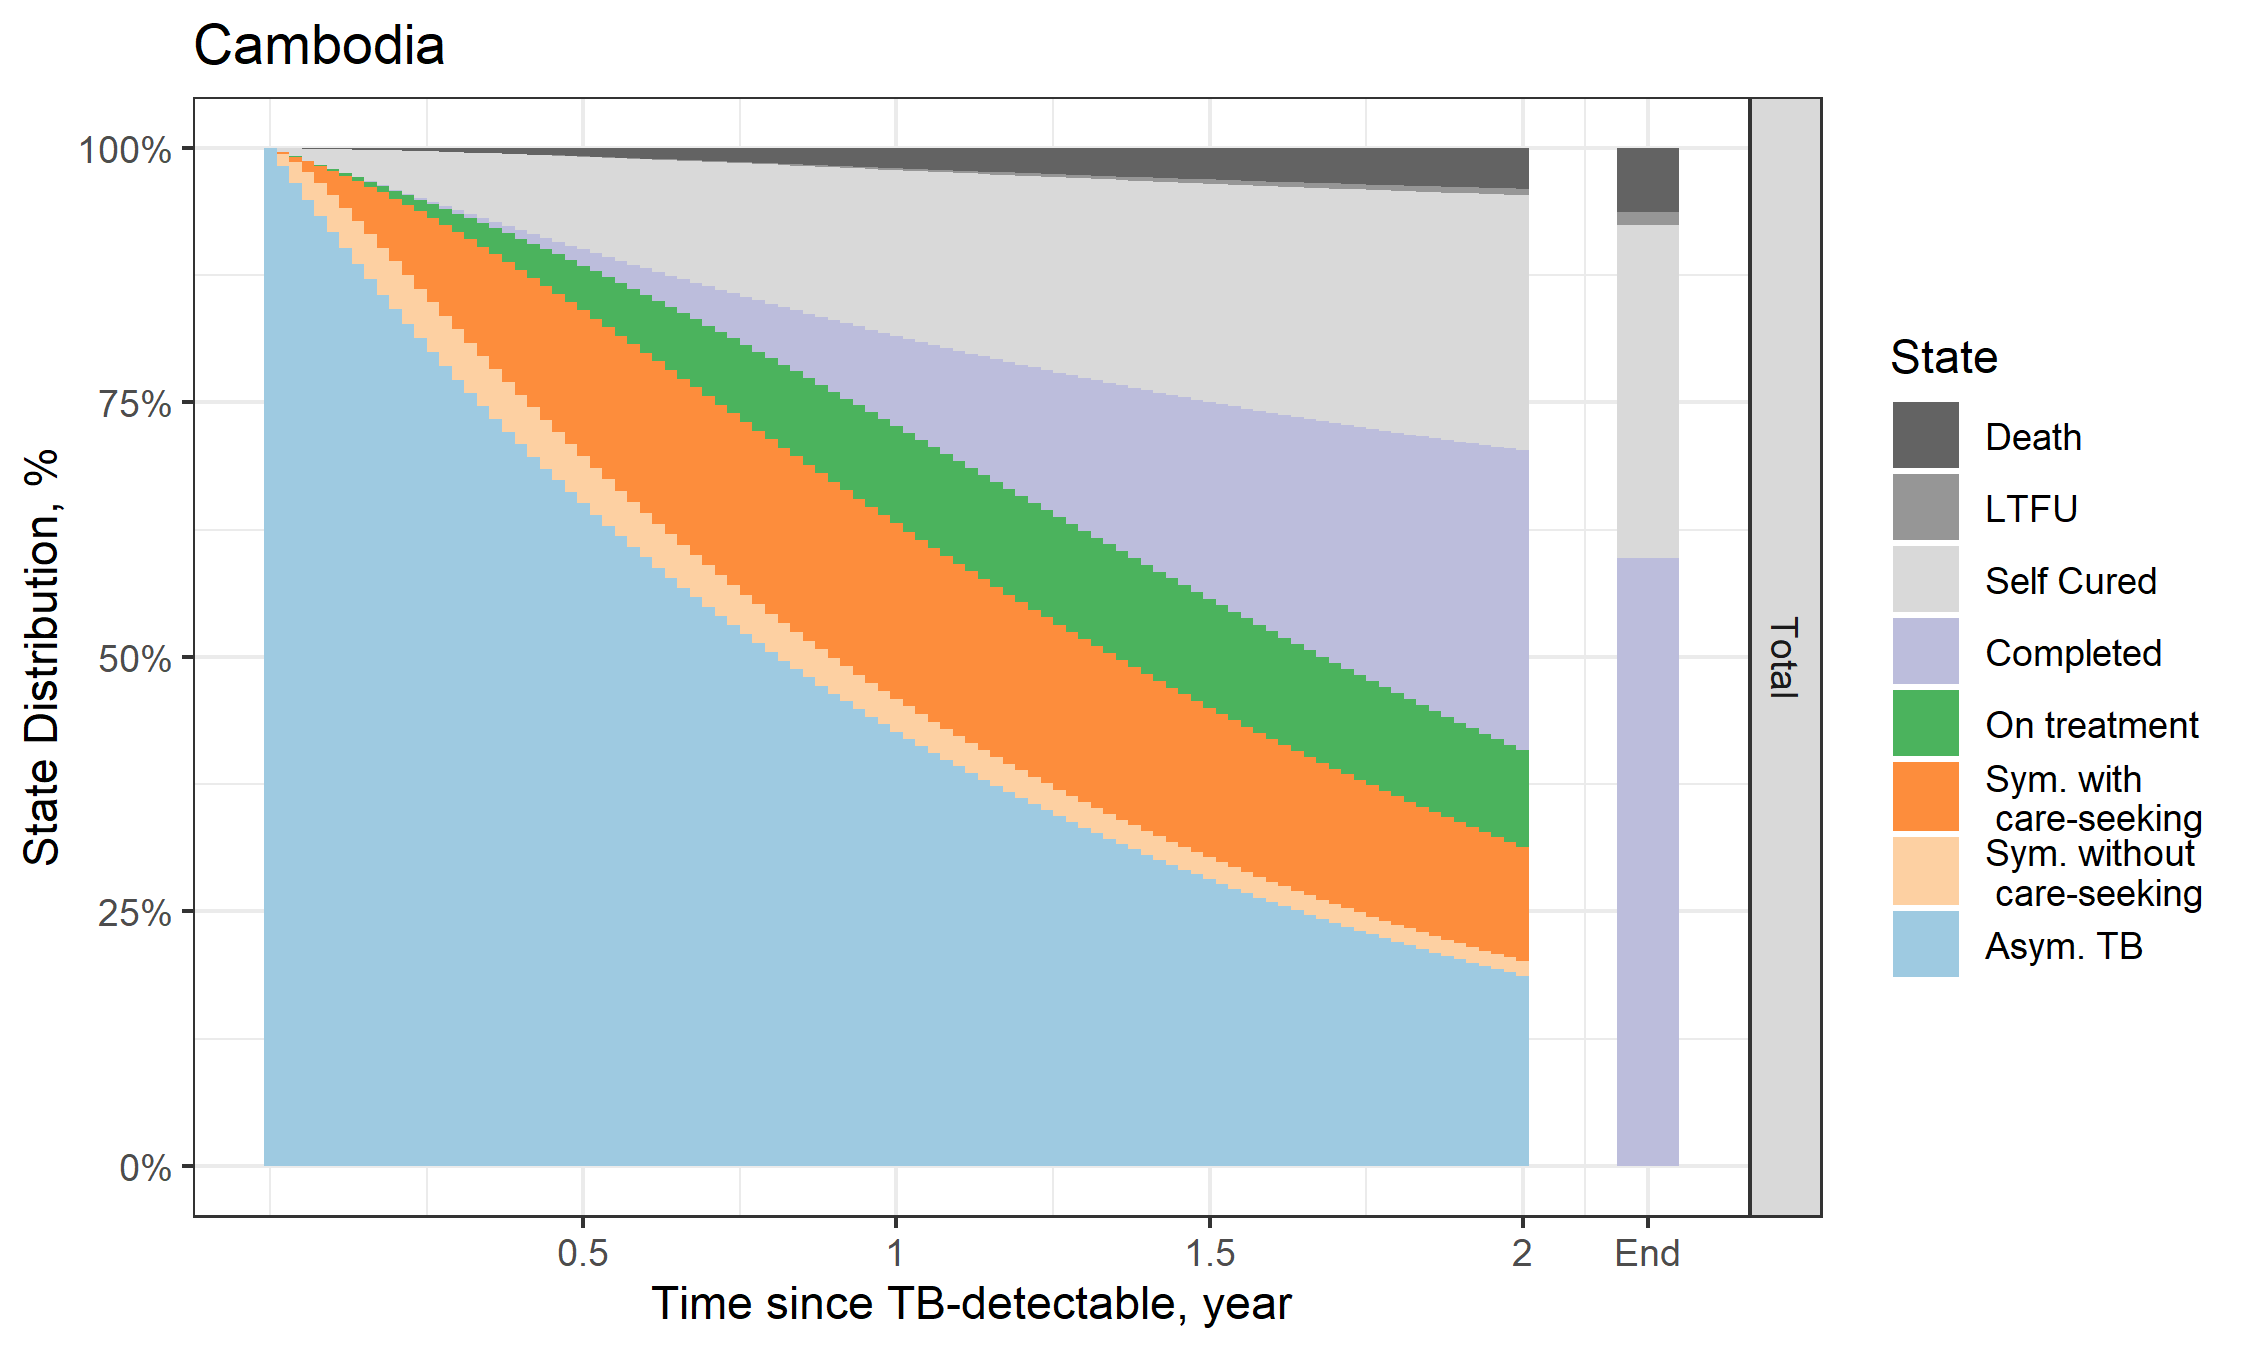 Cambodia
State Distribution, %
100%
75%
50%
25%
0%
0.5
1
1.5
2
End
Time since TB-detectable, year
Total
State
Death
LTFU
Self Cured
Completed
On treatment
Sym. with
care-seeking
Sym. without
care-seeking
Asym. TB